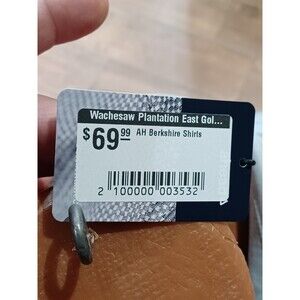 Wachesaw Plantation East Gol...
$69.99 AH Berkshire Shirts
2 100000 003532